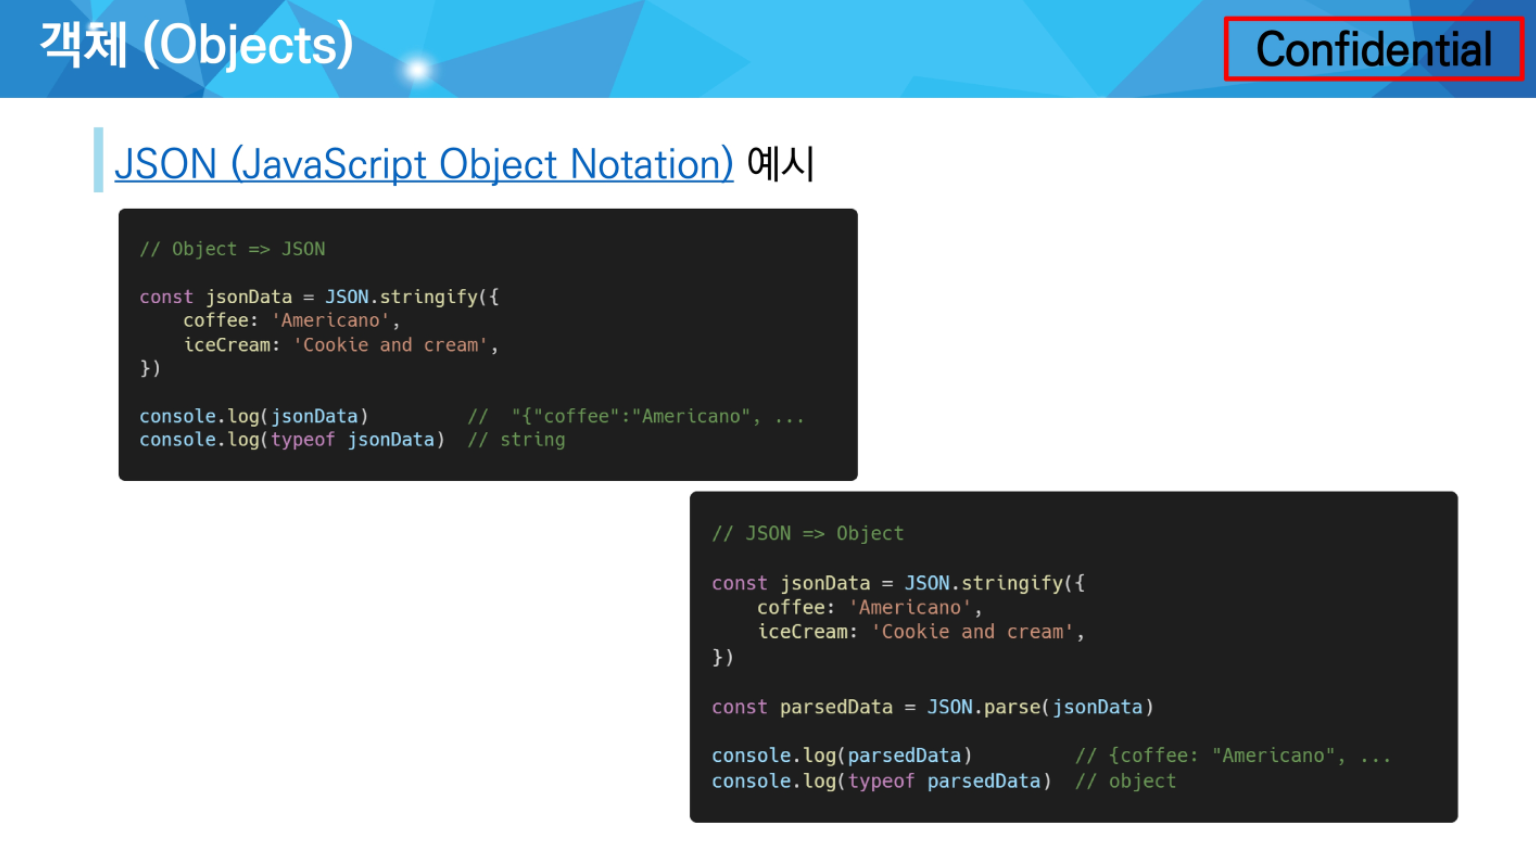 객체 (Objects)
Confidential
JSON (JavaScript Object Notation) 예시
// Object => JSON
const jsonData = JSON.stringify({
    coffee: 'Americano',
    iceCream: 'Cookie and cream',
})
console.log(jsonData)         //  "{"coffee":"Americano", ...
console.log(typeof jsonData)  // string
// JSON => Object
const jsonData = JSON.stringify({
    coffee: 'Americano',
    iceCream: 'Cookie and cream',
})
const parsedData = JSON.parse(jsonData)
console.log(parsedData)         // {coffee: "Americano", ...
console.log(typeof parsedData)  // object